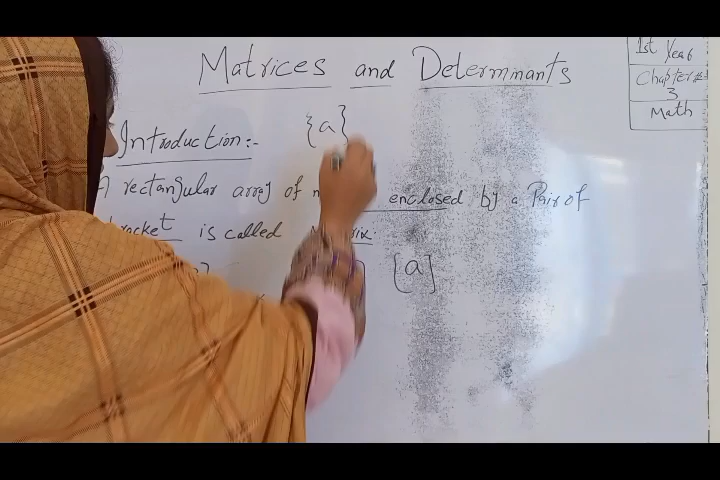 Matrices and Determinants
1st Year
Chapter #
3
Math
{a}
Introduction:-
A rectangular array of enclosed by a Pair of
bracket is called Matrix.
[a]